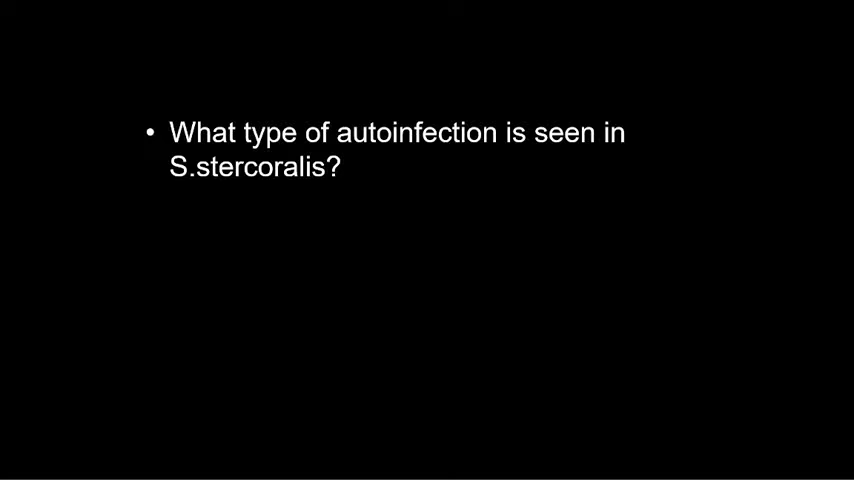 • What type of autoinfection is seen in
S.stercoralis?